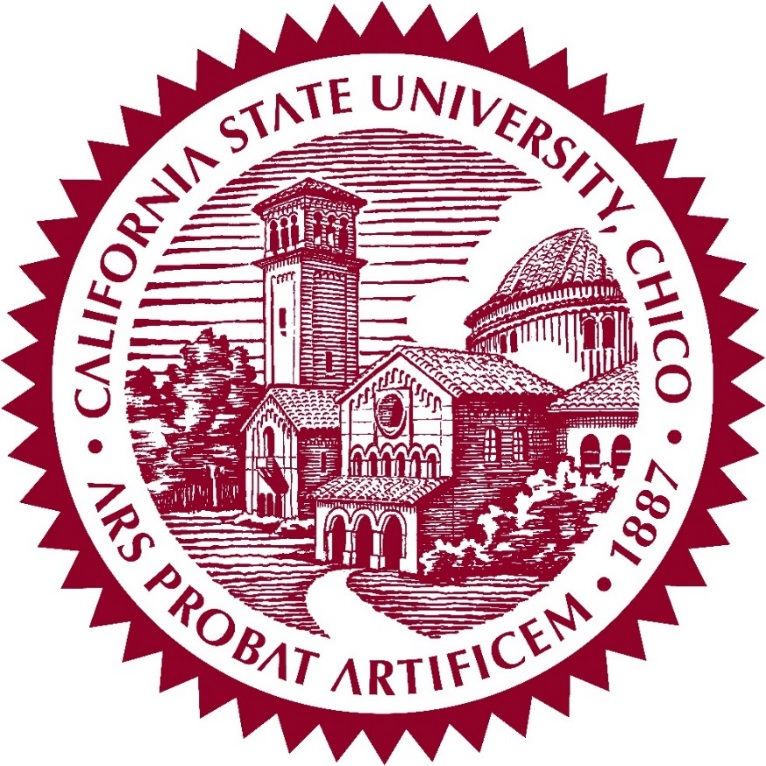 CALIFORNIA STATE UNIVERSITY, CHICO
ARS PROBAT ARTIFICEM • 1887